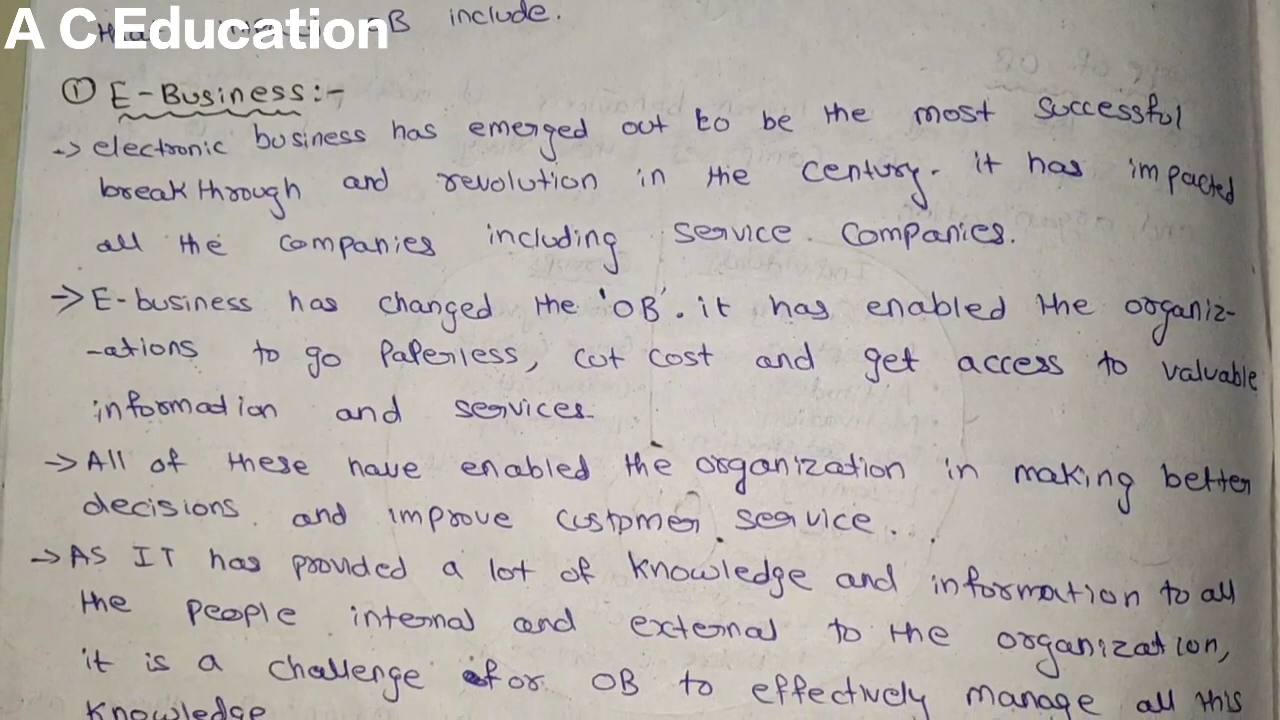 A C Education
OB include.
① E-Business:-
-> electronic business has emerged out to be the most successful
breakthrough and revolution in the century. it has impacted
all the companies including service companies.
-> E-business has changed the 'OB'. it has enabled the organiz-
-ations to go Paperless, cut cost and get access to valuable
information and services.
-> All of these have enabled the organization in making better
decisions and improve customer service.
-> AS IT has provided a lot of knowledge and information to all
the people internal and external to the organization,
it is a challenge for OB to effectively manage all this
knowledge